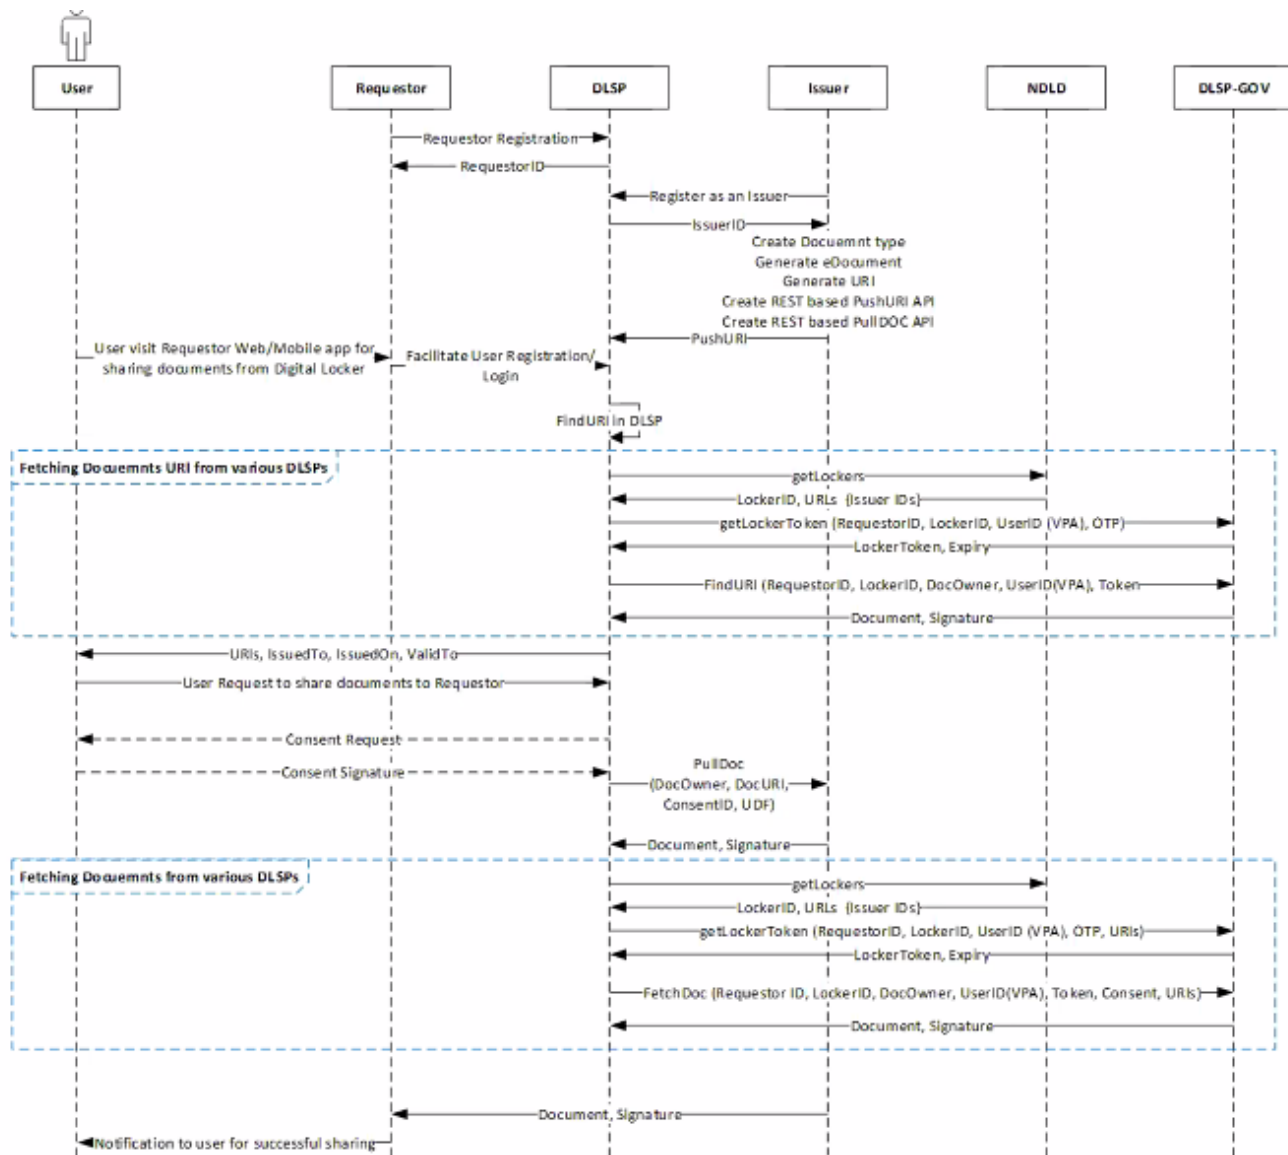 User
Requestor
DLSP
Issuer
NDLD
DLSP-GOV
Requestor Registration
RequestorID
Register as an Issuer
IssuerID
Create Docuemnt type
Generate eDocument
Generate URI
Create REST based PushURI API
Create REST based PullDOC API
PushURI
User visit Requestor Web/Mobile app for
sharing documents from Digital Locker
Facilitate User Registration/
Login
FindURI in DLSP
Fetching Docuemnts URI from various DLSPs
getLockers
LockerID, URLs (Issuer IDs)
getLockerToken (RequestorID, LockerID, UserID (VPA), OTP)
LockerToken, Expiry
FindURI (RequestorID, LockerID, DocOwner, UserID(VPA), Token
Document, Signature
URIs, IssuedTo, IssuedOn, ValidTo
User Request to share documents to Requestor
Consent Request
Consent Signature
PullDoc
(DocOwner, DocURI,
ConsentID, UDF)
Document, Signature
Fetching Docuemnts from various DLSPs
getLockers
LockerID, URLs (Issuer IDs)
getLockerToken (RequestorID, LockerID, UserID (VPA), OTP, URIs)
LockerToken, Expiry
FetchDoc (Requestor ID, LockerID, DocOwner, UserID(VPA), Token, Consent, URIs)
Document, Signature
Document, Signature
Notification to user for successful sharing